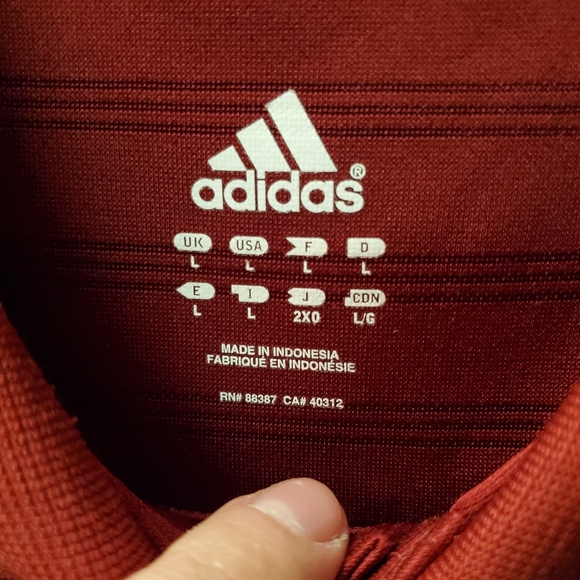 adidas®
UK USA F D
L L L L
E I J CDN
L L 2XO L/G
MADE IN INDONESIA
FABRIQUÉ EN INDONÉSIE
RN# 88387 CA# 40312